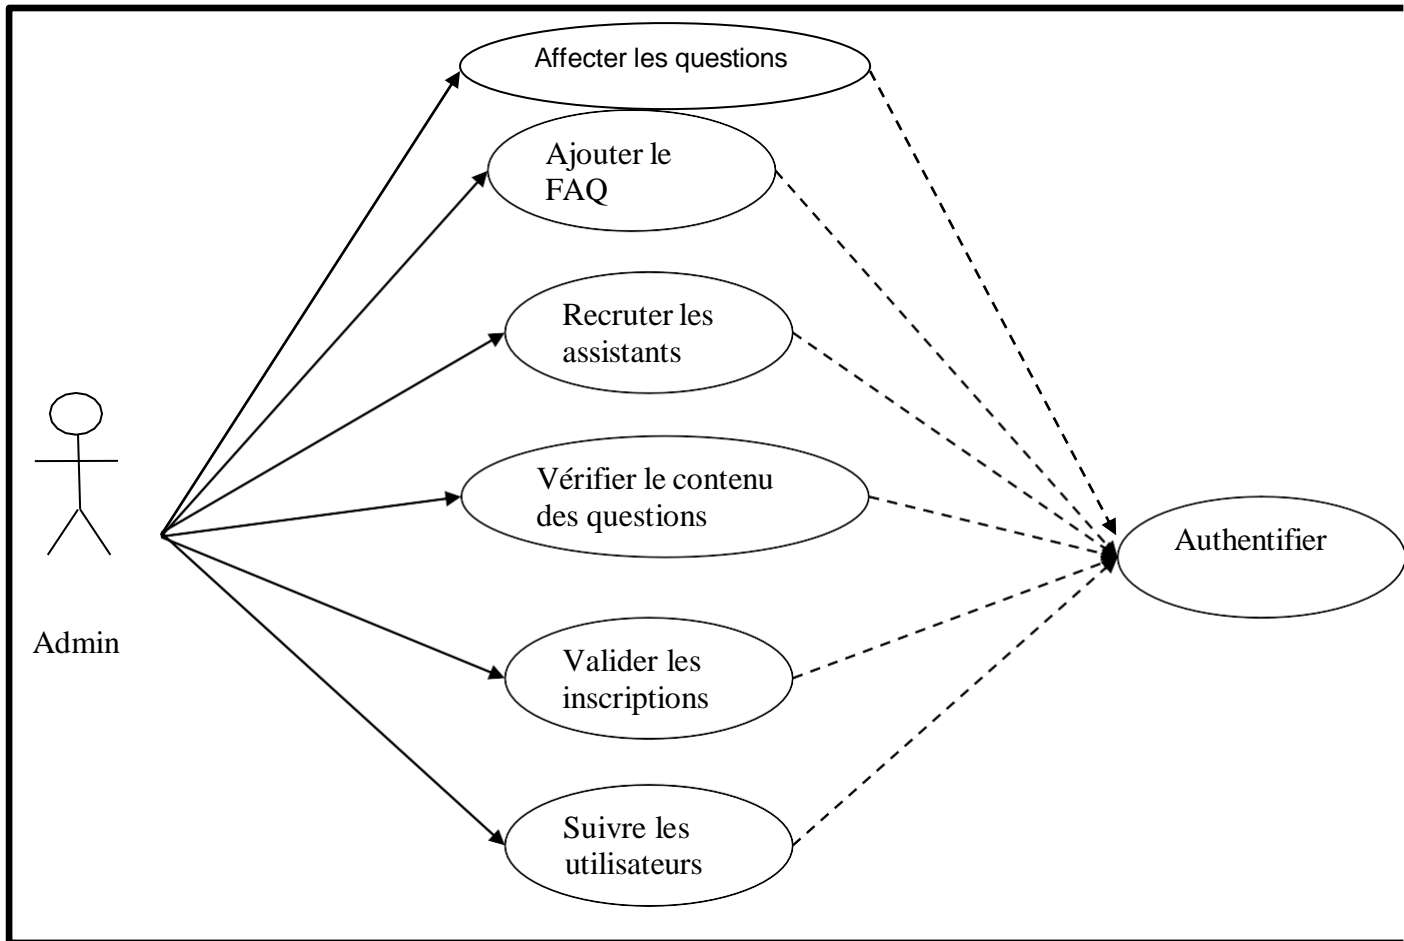 Affecter les questions
Ajouter le
FAQ
Recruter les
assistants
Vérifier le contenu
des questions
Authentifier
Admin
Valider les
inscriptions
Suivre les
utilisateurs